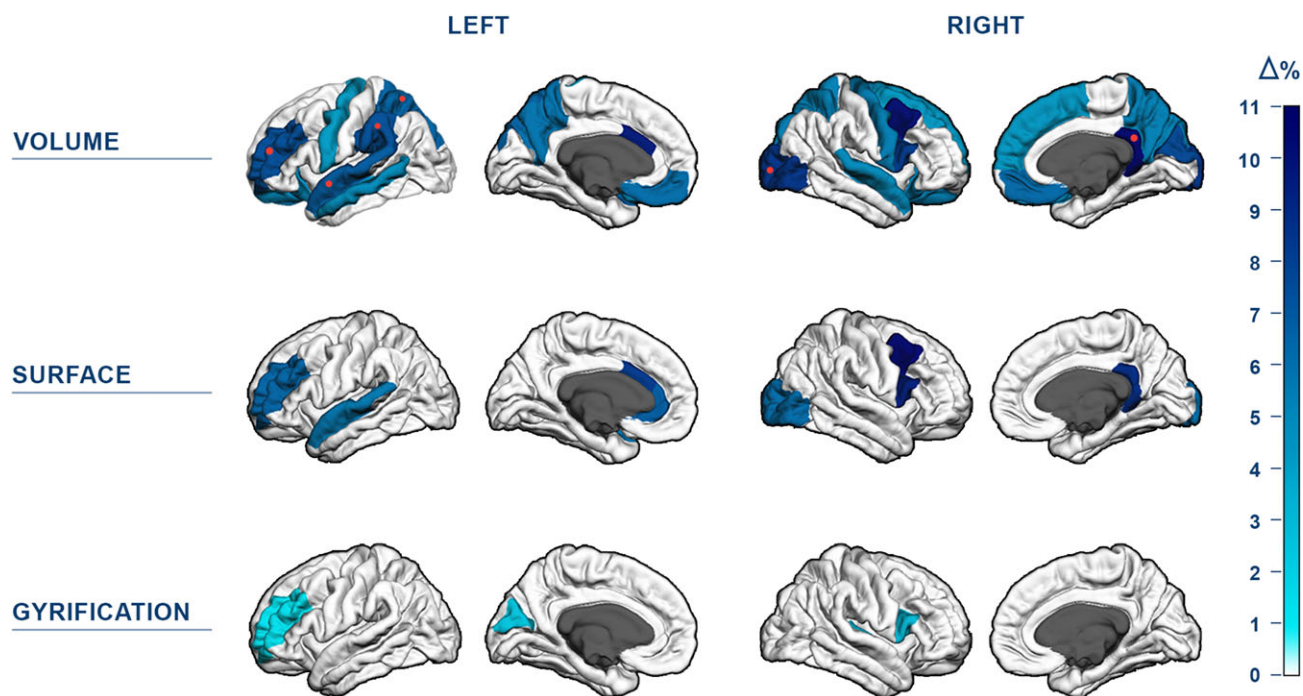 LEFT RIGHT
Δ%
VOLUME
SURFACE
GYRIFICATION
11
10
9
8
7
6
5
4
3
2
1
0